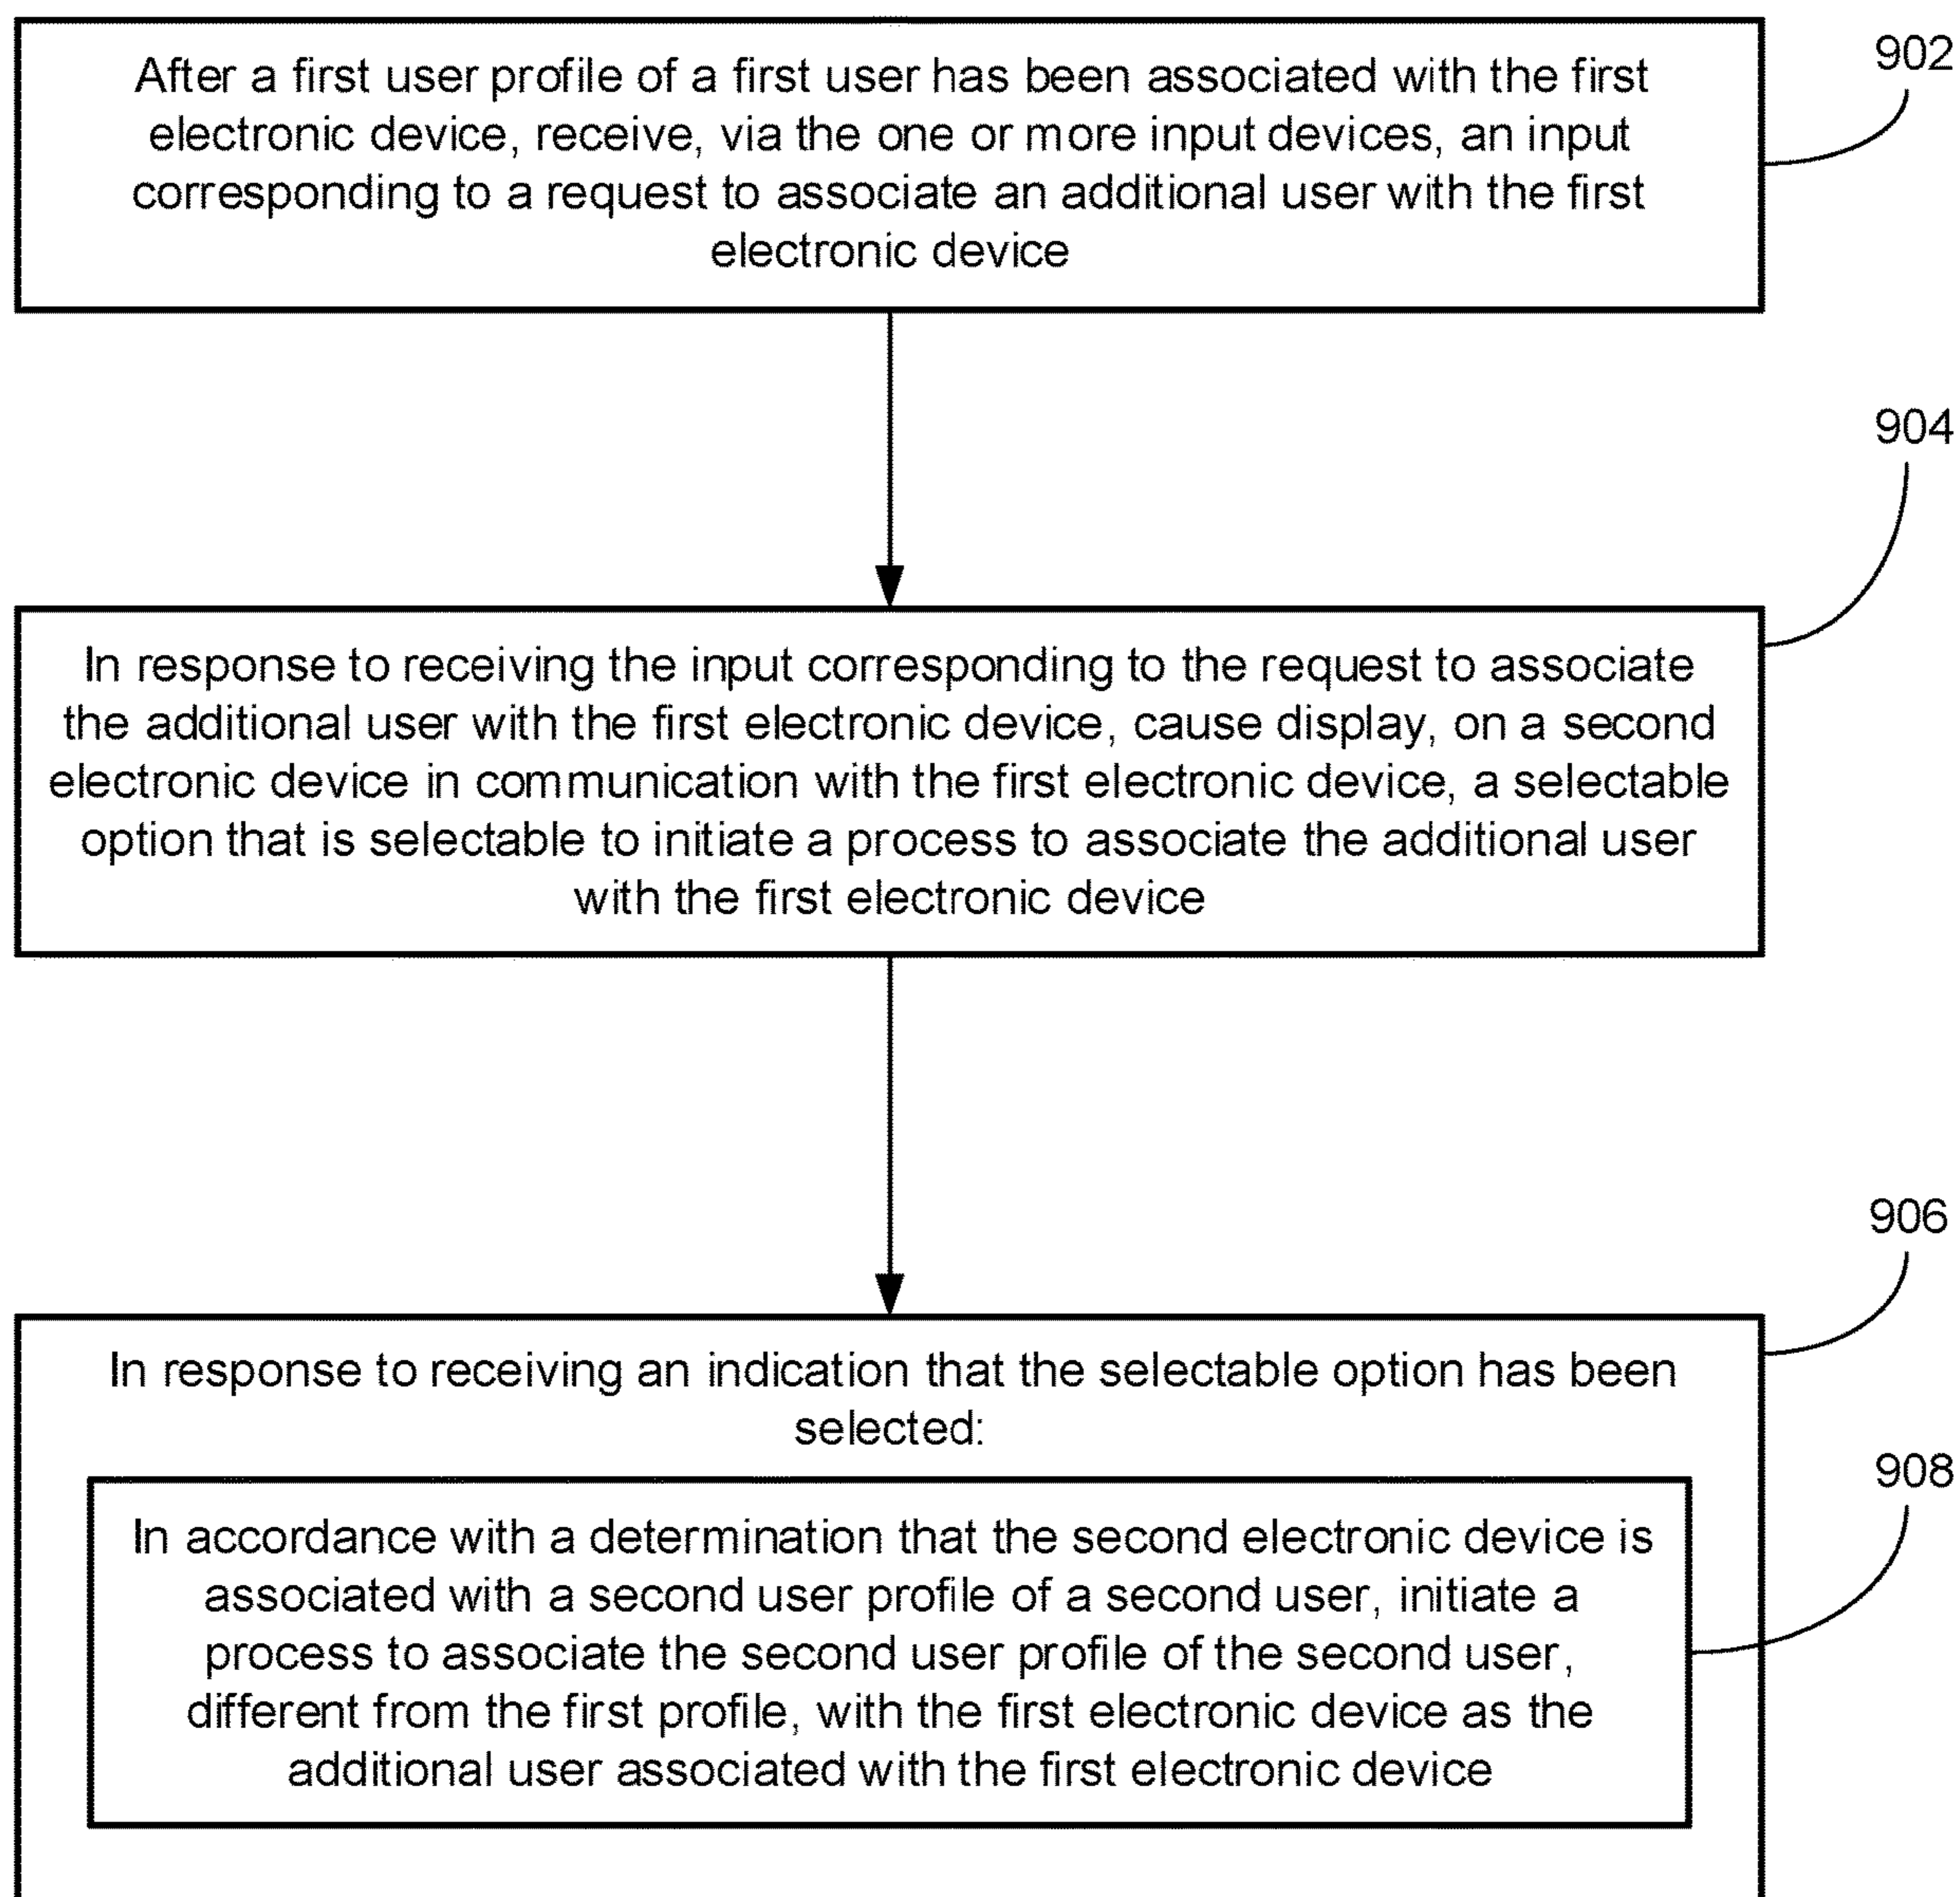 After a first user profile of a first user has been associated with the first
electronic device, receive, via the one or more input devices, an input
corresponding to a request to associate an additional user with the first
electronic device
902
In response to receiving the input corresponding to the request to associate
the additional user with the first electronic device, cause display, on a second
electronic device in communication with the first electronic device, a selectable
option that is selectable to initiate a process to associate the additional user
with the first electronic device
904
In response to receiving an indication that the selectable option has been
selected:
906
In accordance with a determination that the second electronic device is
associated with a second user profile of a second user, initiate a
process to associate the second user profile of the second user,
different from the first profile, with the first electronic device as the
additional user associated with the first electronic device
908